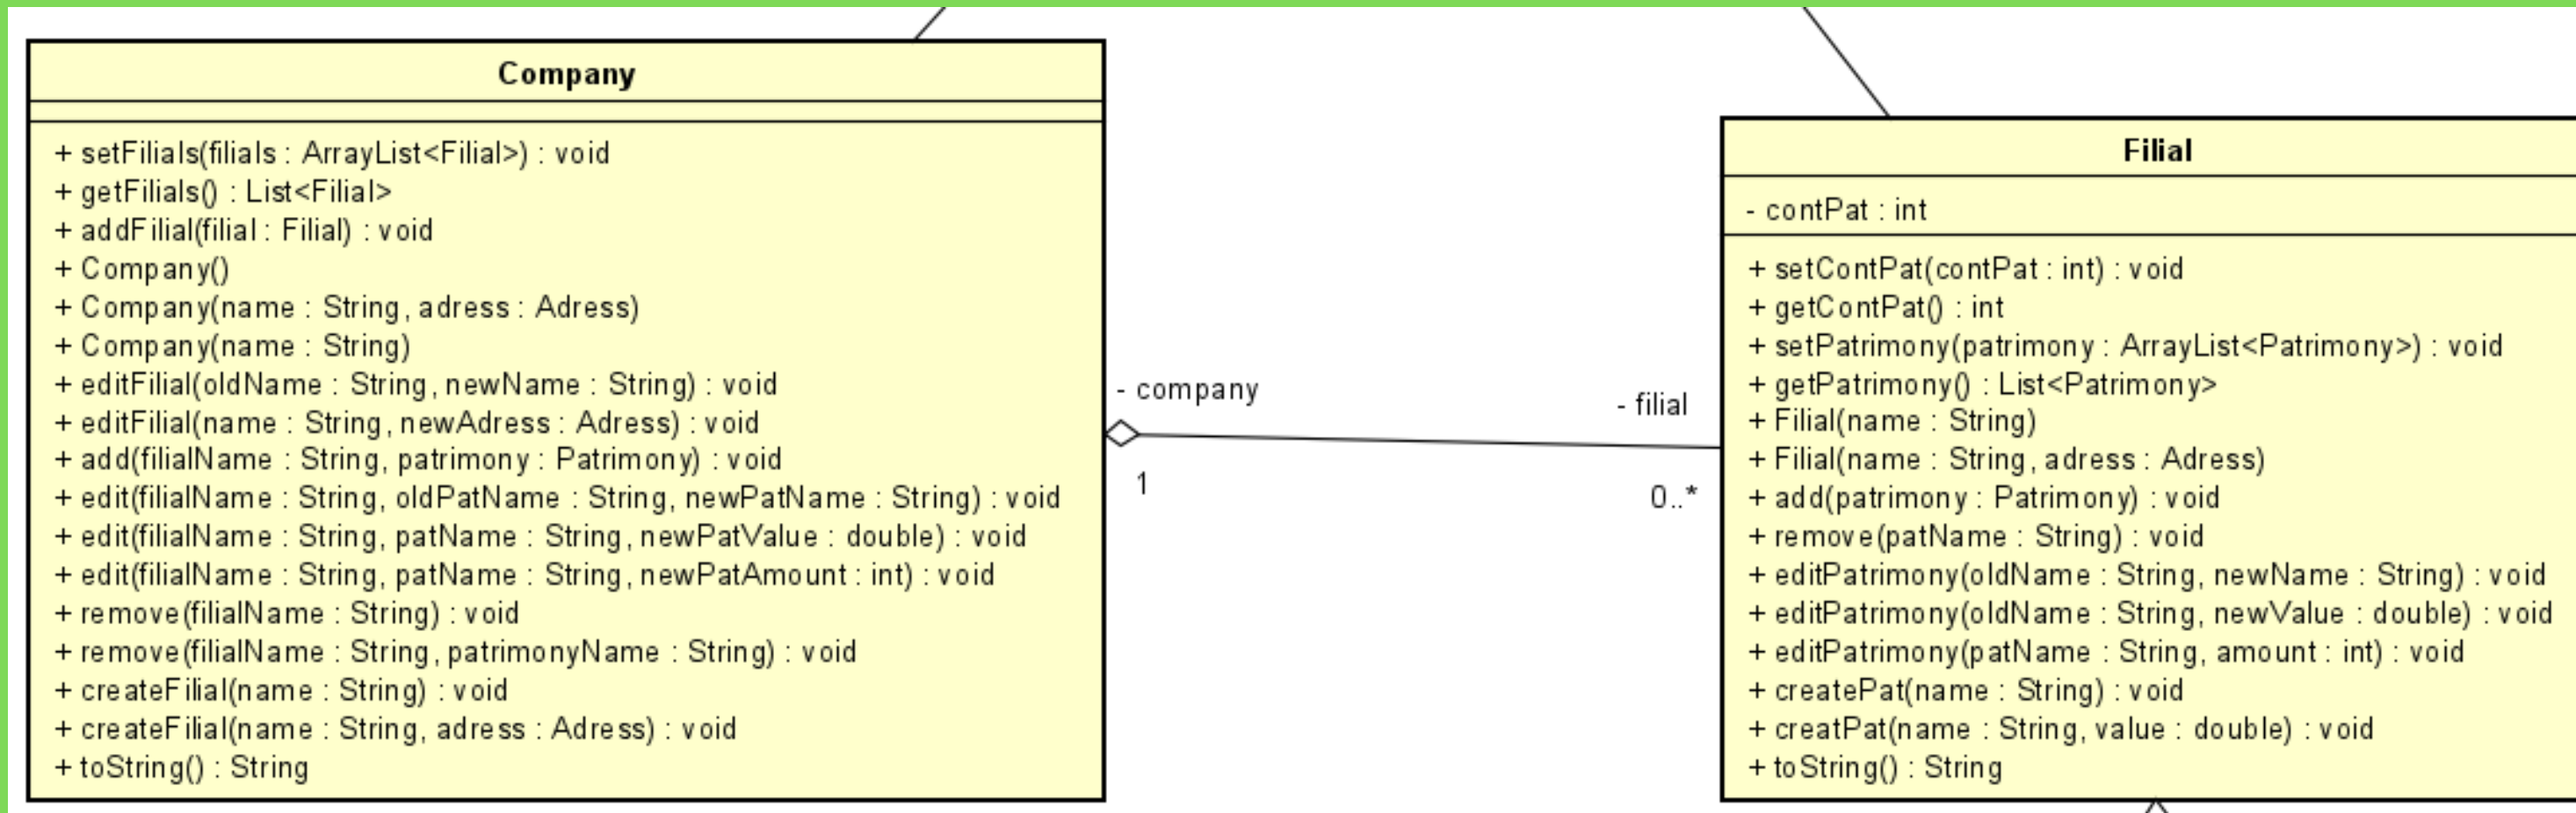 Company
+ setFilials(filials : ArrayList<Filial>) : void
+ getFilials() : List<Filial>
+ addFilial(filial : Filial) : void
+ Company()
+ Company(name : String, adress : Adress)
+ Company(name : String)
+ editFilial(oldName : String, newName : String) : void
+ editFilial(name : String, newAdress : Adress) : void
+ add(filialName : String, patrimony : Patrimony) : void
+ edit(filialName : String, oldPatName : String, newPatName : String) : void
+ edit(filialName : String, patName : String, newPatValue : double) : void
+ edit(filialName : String, patName : String, newPatAmount : int) : void
+ remove(filialName : String) : void
+ remove(filialName : String, patrimonyName : String) : void
+ createFilial(name : String) : void
+ createFilial(name : String, adress : Adress) : void
+ toString() : String
- company
1
- filial
0..*
Filial
- contPat : int
+ setContPat(contPat : int) : void
+ getContPat() : int
+ setPatrimony(patrimony : ArrayList<Patrimony>) : void
+ getPatrimony() : List<Patrimony>
+ Filial(name : String)
+ Filial(name : String, adress : Adress)
+ add(patrimony : Patrimony) : void
+ remove(patName : String) : void
+ editPatrimony(oldName : String, newName : String) : void
+ editPatrimony(oldName : String, newValue : double) : void
+ editPatrimony(patName : String, amount : int) : void
+ createPat(name : String) : void
+ creatPat(name : String, value : double) : void
+ toString() : String